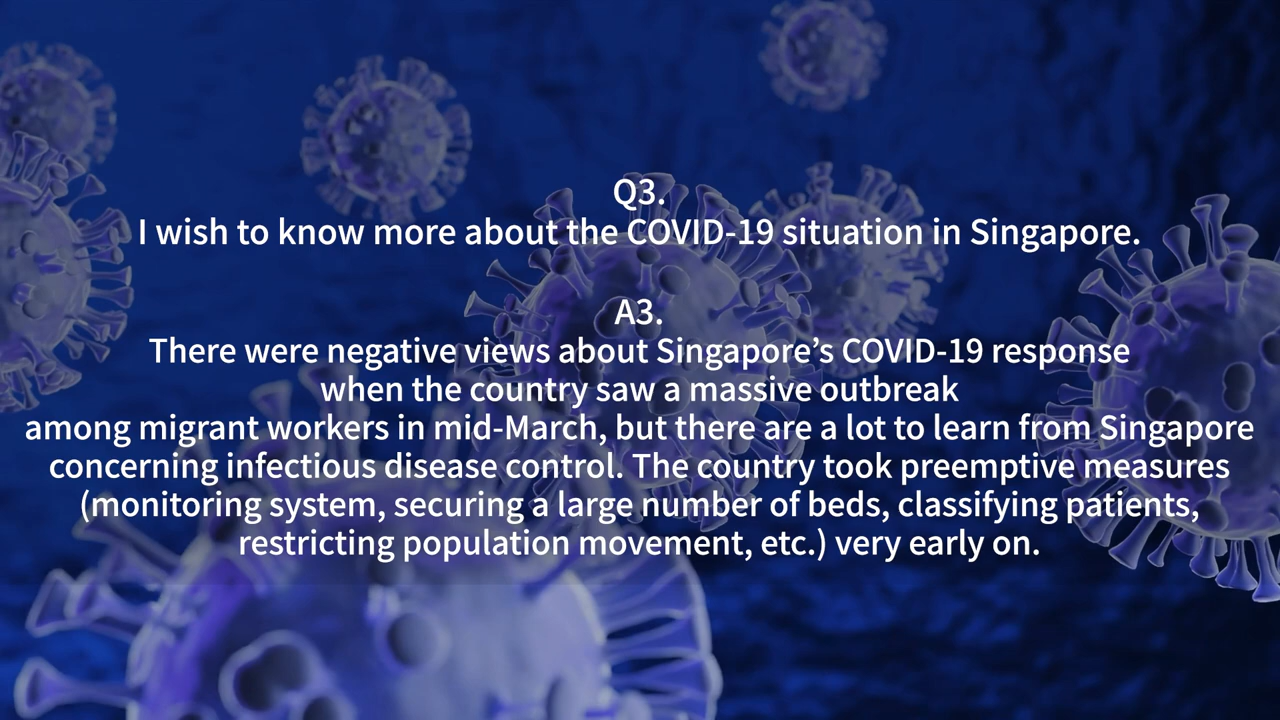 Q3.
I wish to know more about the COVID-19 situation in Singapore.
A3.
There were negative views about Singapore’s COVID-19 response
when the country saw a massive outbreak
among migrant workers in mid-March, but there are a lot to learn from Singapore
concerning infectious disease control. The country took preemptive measures
(monitoring system, securing a large number of beds, classifying patients,
restricting population movement, etc.) very early on.